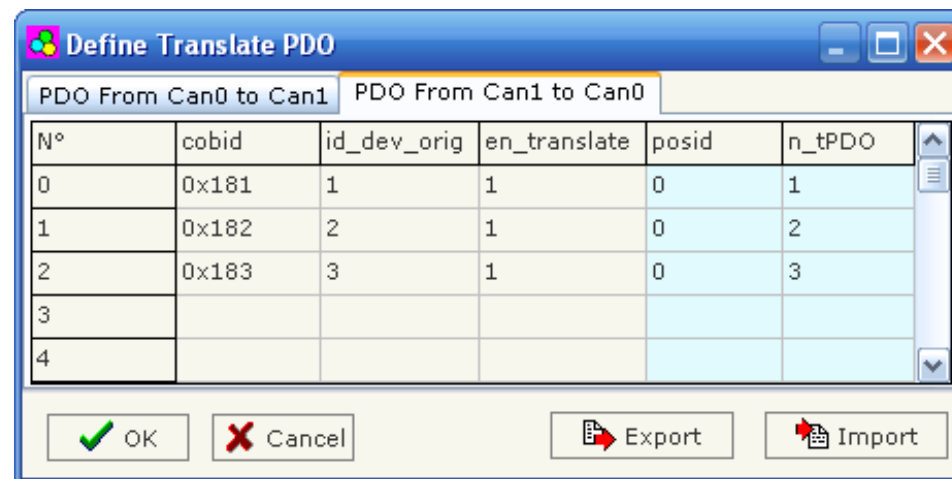 Define Translate PDO
PDO From Can0 to Can1 PDO From Can1 to Can0
N° cobid id_dev_orig en_translate posid n_tPDO
0 0x181 1 1 0 1
1 0x182 2 1 0 2
2 0x183 3 1 0 3
3
4
OK Cancel Export Import